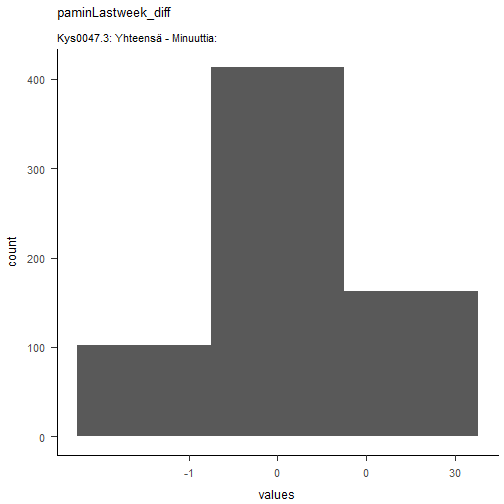 paminLastweek_diff
Kys0047.3: Yhteensä - Minuuttia:
400
300
200
100
0
count
-1
0
0
30
values